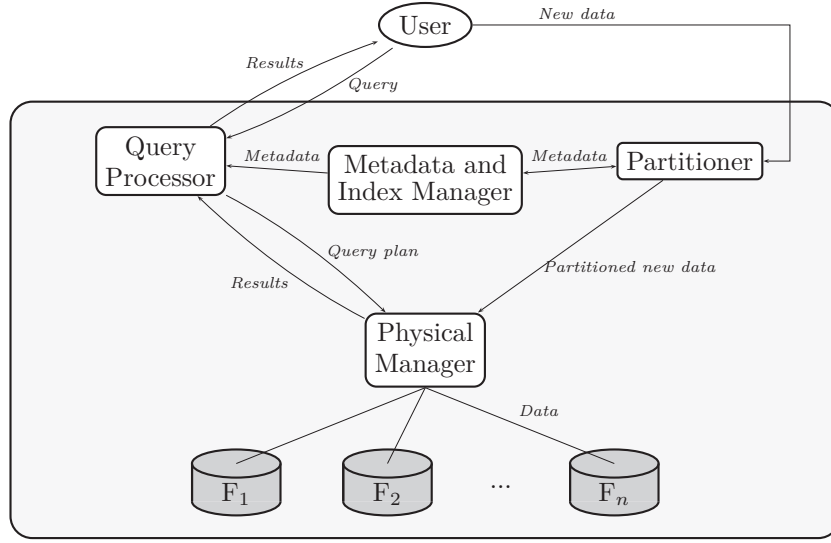 New data
User
Results
Query
Query
Processor
Metadata
Metadata and
Index Manager
Metadata
Partitioner
Query plan
Results
Partitioned new data
Physical
Manager
Data
F1
F2
...
Fn